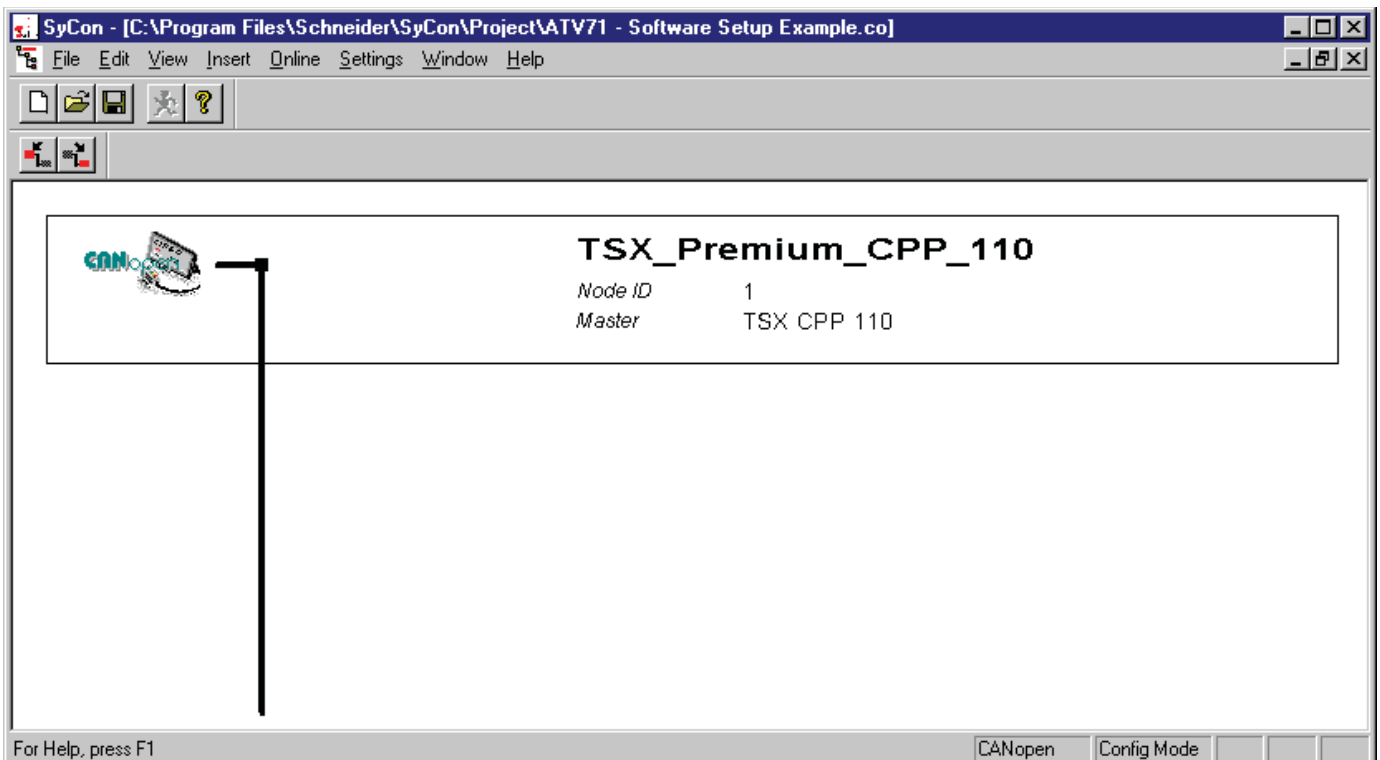 SyCon - [C:\Program Files\Schneider\SyCon\Project\ATV71 - Software Setup Example.co]
File Edit View Insert Online Settings Window Help
CANopen
TSX_Premium_CPP_110
Node ID 1
Master TSX CPP 110
For Help, press F1
CANopen
Config Mode